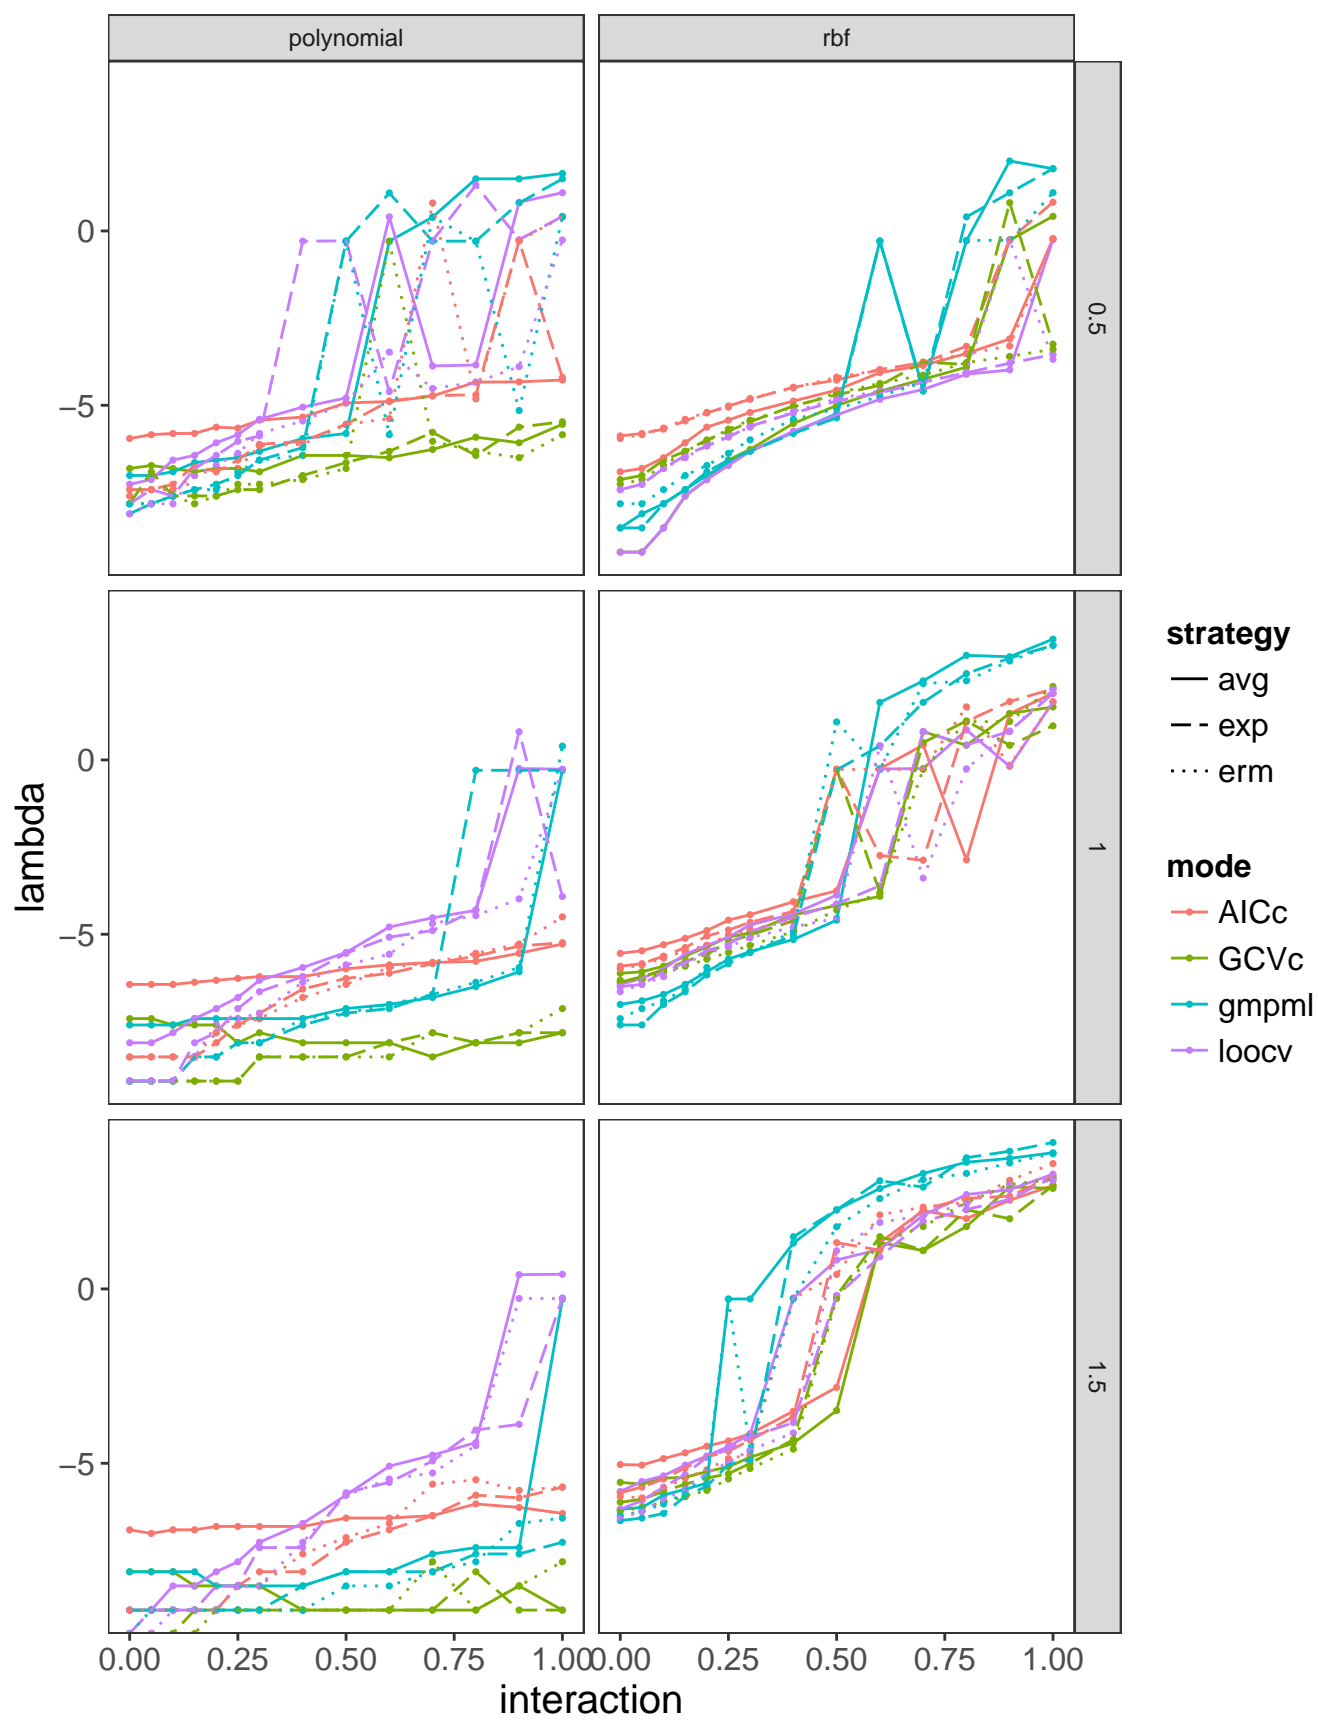 polynomial
rbf
0
−5
0.5
0
−5
1
0
−5
1.5
0.00 0.25 0.50 0.75 1.00
0.00 0.25 0.50 0.75 1.00
interaction
lambda
strategy
avg
exp
erm
mode
AICc
GCVc
gmpml
loocv